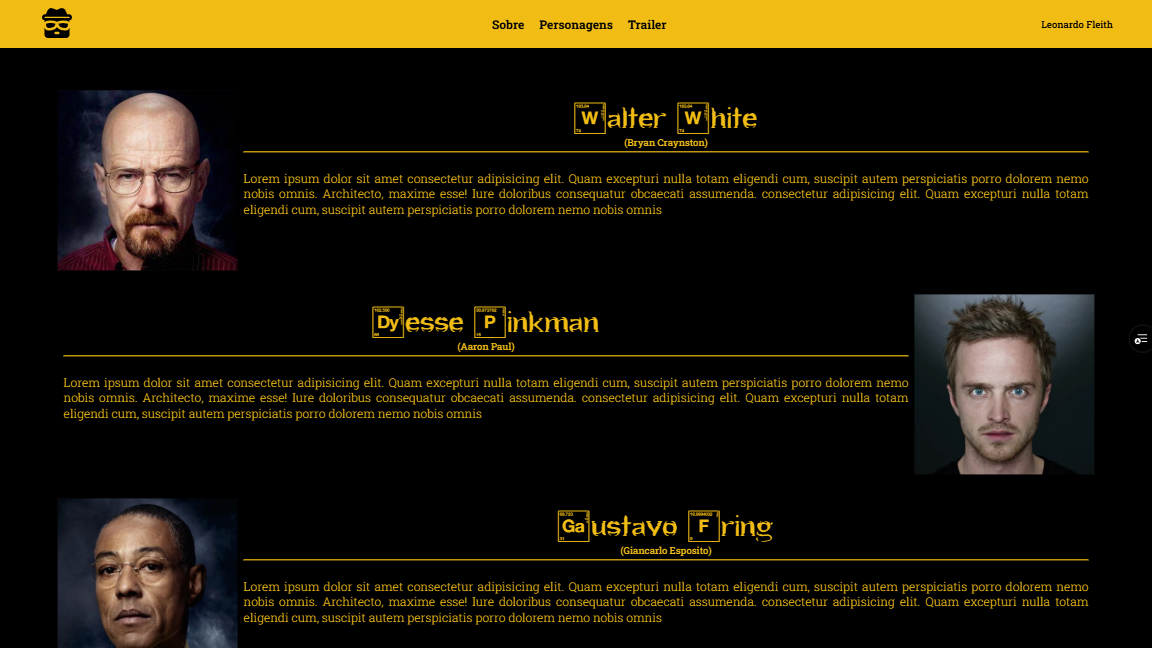 Sobre Personagens Trailer Leonardo Fleith
Walter White
(Bryan Craynston)
Lorem ipsum dolor sit amet consectetur adipisicing elit. Quam excepturi nulla totam eligendi cum, suscipit autem perspiciatis porro dolorem nemo
nobis omnis. Architecto, maxime esse! Iure doloribus consequatur obcaecati assumenda. consectetur adipisicing elit. Quam excepturi nulla totam
eligendi cum, suscipit autem perspiciatis porro dolorem nemo nobis omnis
Dyesse Pinkman
(Aaron Paul)
Lorem ipsum dolor sit amet consectetur adipisicing elit. Quam excepturi nulla totam eligendi cum, suscipit autem perspiciatis porro dolorem nemo
nobis omnis. Architecto, maxime esse! Iure doloribus consequatur obcaecati assumenda. consectetur adipisicing elit. Quam excepturi nulla totam
eligendi cum, suscipit autem perspiciatis porro dolorem nemo nobis omnis
Gaustavo Fring
(Giancarlo Esposito)
Lorem ipsum dolor sit amet consectetur adipisicing elit. Quam excepturi nulla totam eligendi cum, suscipit autem perspiciatis porro dolorem nemo
nobis omnis. Architecto, maxime esse! Iure doloribus consequatur obcaecati assumenda. consectetur adipisicing elit. Quam excepturi nulla totam
eligendi cum, suscipit autem perspiciatis porro dolorem nemo nobis omnis